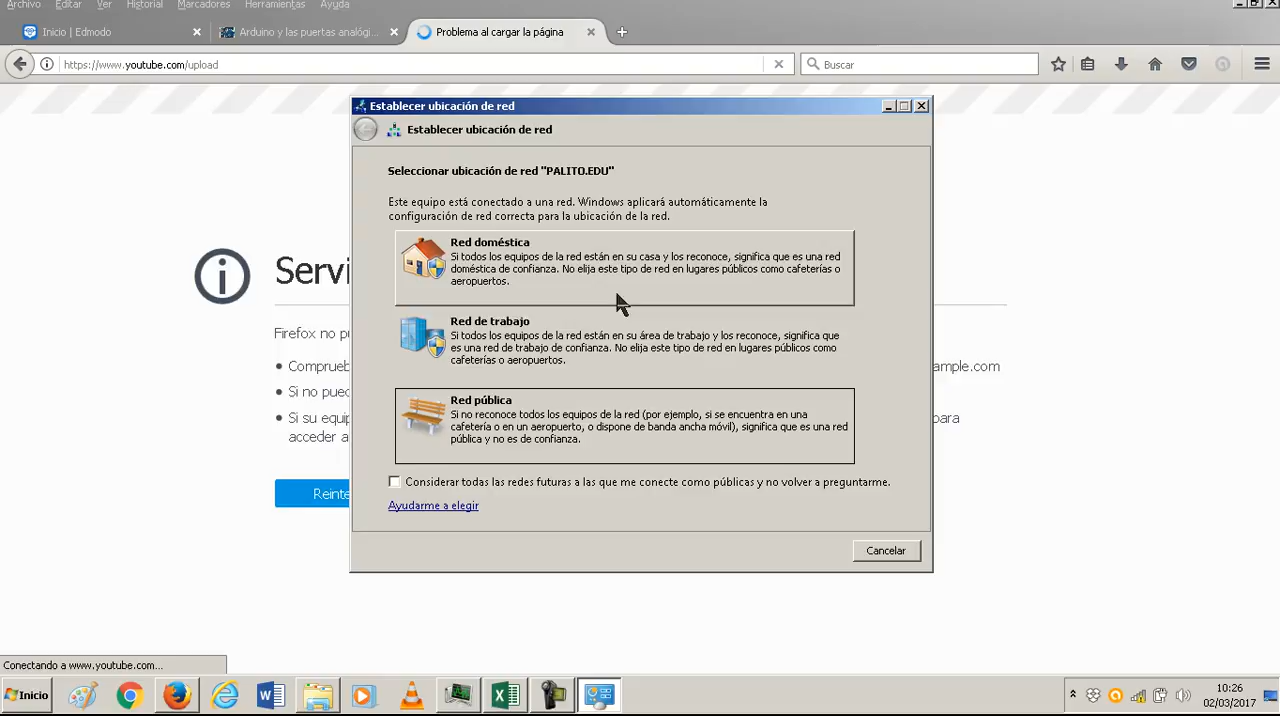 Archivo Editar Ver Historial Marcadores Herramientas Ayuda
Inicio | Edmodo
Arduino y las puertas analógi...
Problema al cargar la página
https://www.youtube.com/upload
Buscar
Establecer ubicación de red
Establecer ubicación de red
Seleccionar ubicación de red "PALITO.EDU"
Este equipo está conectado a una red. Windows aplicará automáticamente la
configuración de red correcta para la ubicación de la red.
Red doméstica
Si todos los equipos de la red están en su casa y los reconoce, significa que es una red
doméstica de confianza. No elija este tipo de red en lugares públicos como cafeterías o
aeropuertos.
Red de trabajo
Si todos los equipos de la red están en su área de trabajo y los reconoce, significa que
es una red de trabajo de confianza. No elija este tipo de red en lugares públicos como
cafeterías o aeropuertos.
Red pública
Si no reconoce todos los equipos de la red (por ejemplo, si se encuentra en una
cafetería o en un aeropuerto, o dispone de banda ancha móvil), significa que es una red
pública y no es de confianza.
Considerar todas las redes futuras a las que me conecte como públicas y no volver a preguntarme.
Ayudarme a elegir
Cancelar
Servi
Firefox no pu
Comprueb
ample.com
Si no pued
Si su equip
para
acceder a
Reinte
Conectando a www.youtube.com...
Inicio
10:26
02/03/2017